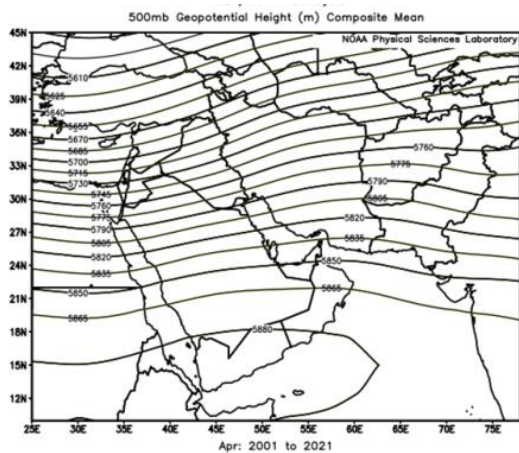 500mb Geopotential Height (m) Composite Mean
NOAA Physical Sciences Laboratory
45N
42N
39N
36N
33N
30N
27N
24N
21N
18N
15N
12N
5610
5625
5640
5655
5670
5685
5700
5715
5730
5745
5760
5775
5790
5805
5820
5835
5850
5865
5760
5775
5790
5805
5820
5835
5850
5865
5880
25E 30E 35E 40E 45E 50E 55E 60E 65E 70E 75E
Apr: 2001 to 2021